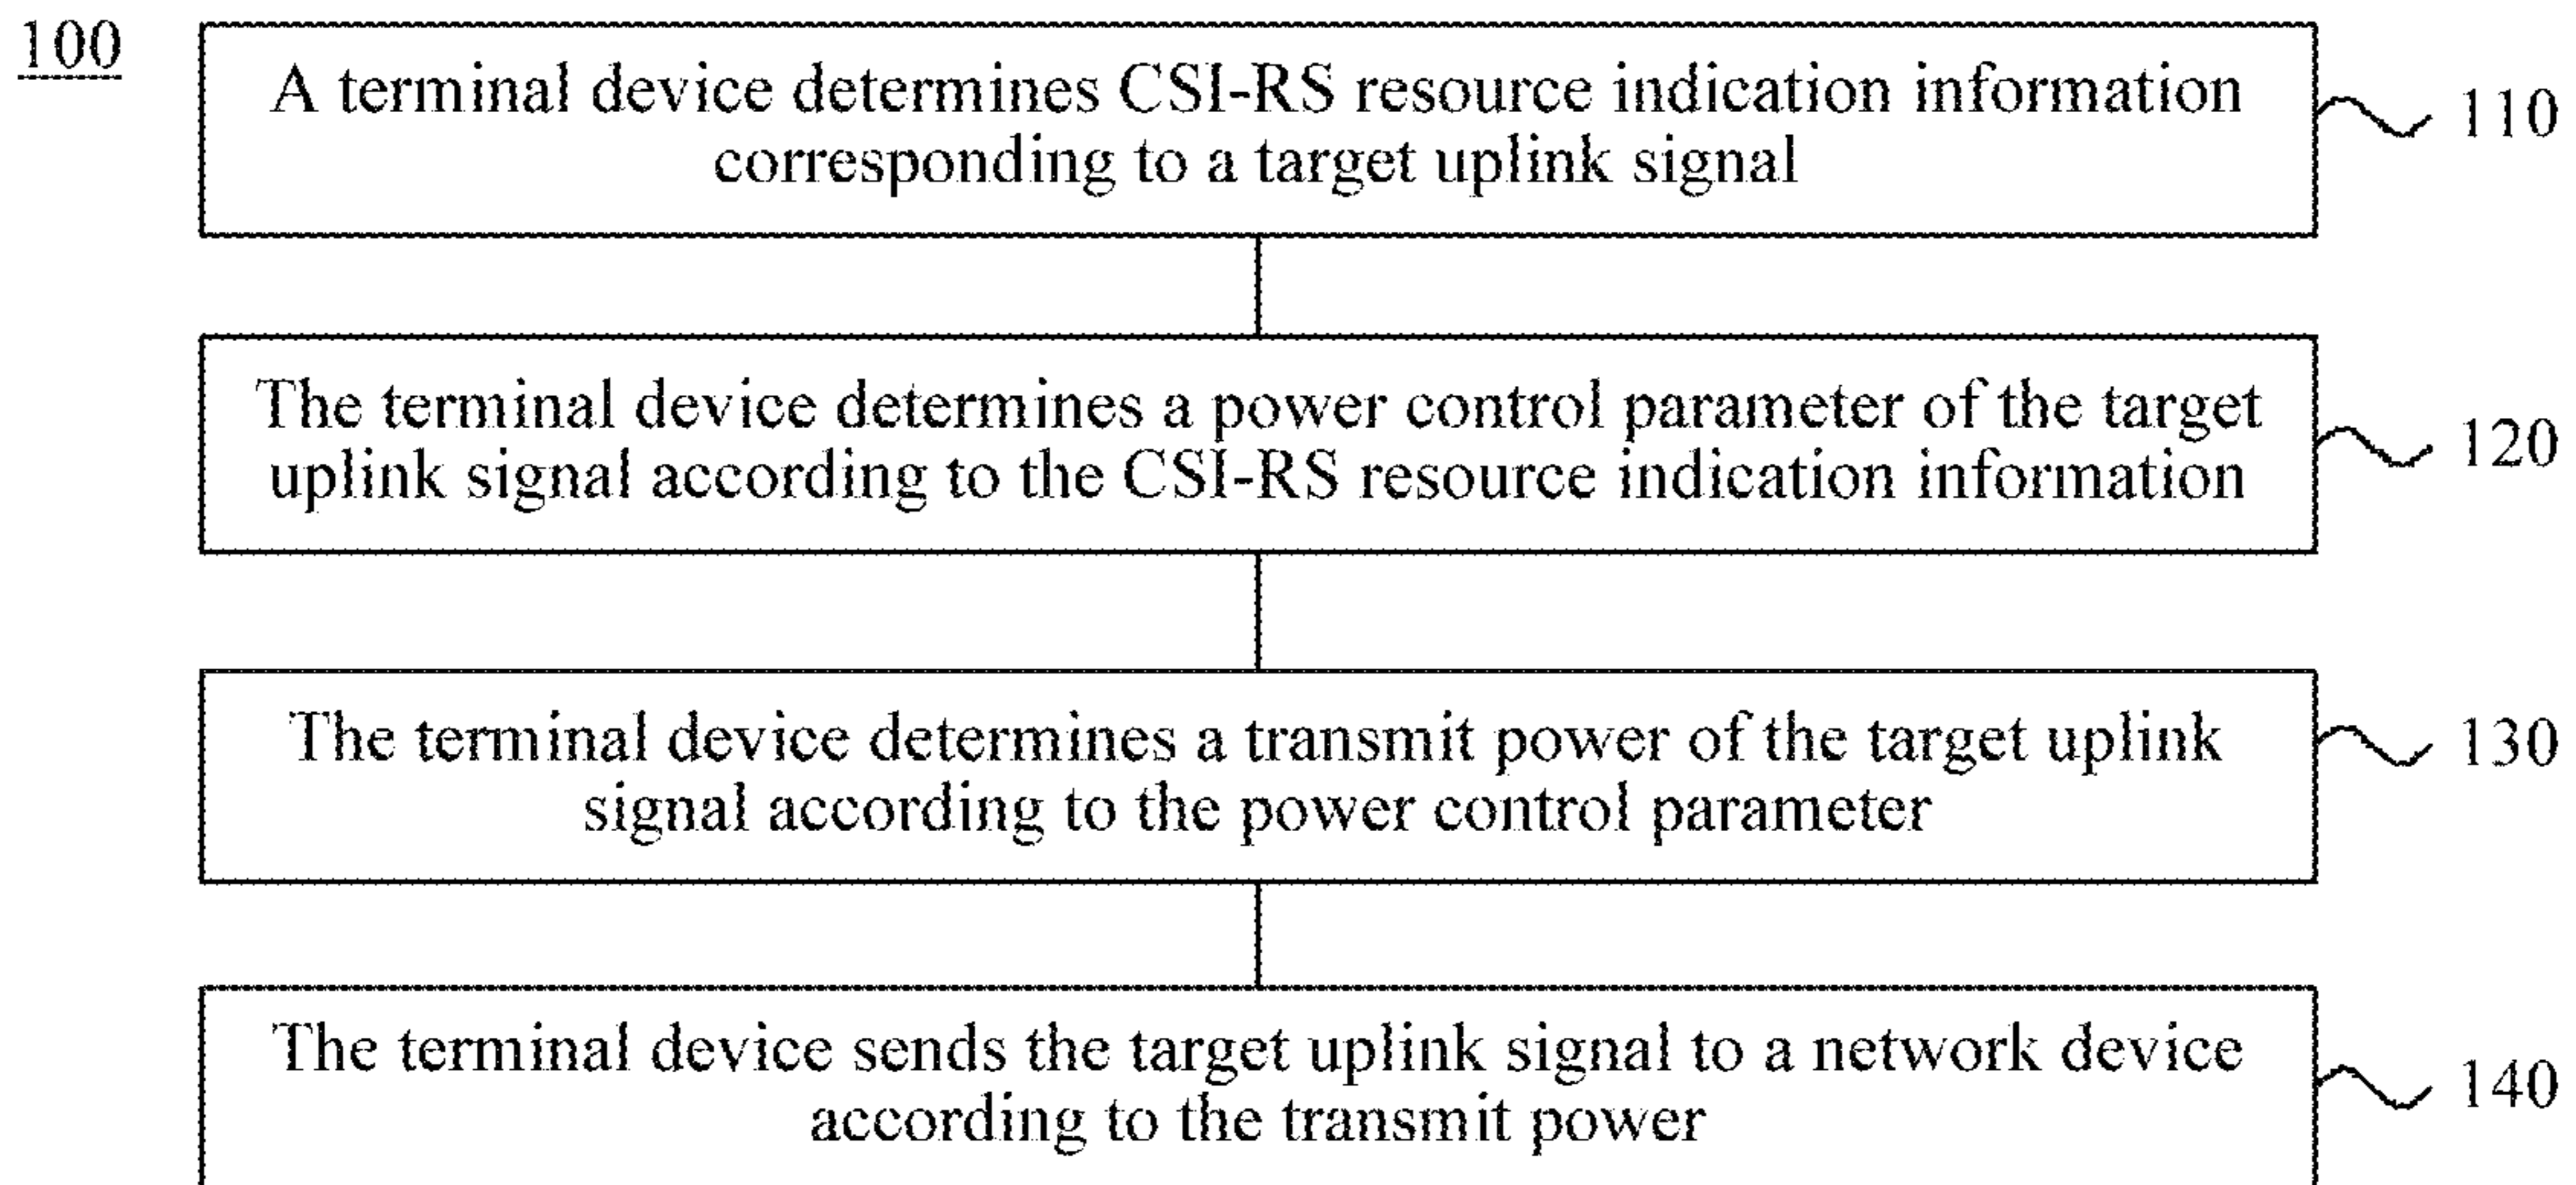 100
A terminal device determines CSI-RS resource indication information
corresponding to a target uplink signal
110
The terminal device determines a power control parameter of the target
uplink signal according to the CSI-RS resource indication information
120
The terminal device determines a transmit power of the target uplink
signal according to the power control parameter
130
The terminal device sends the target uplink signal to a network device
according to the transmit power
140